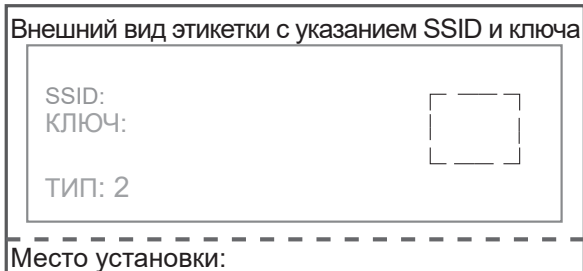 Внешний вид этикетки с указанием SSID и ключа
SSID:
КЛЮЧ:
ТИП: 2
Место установки: